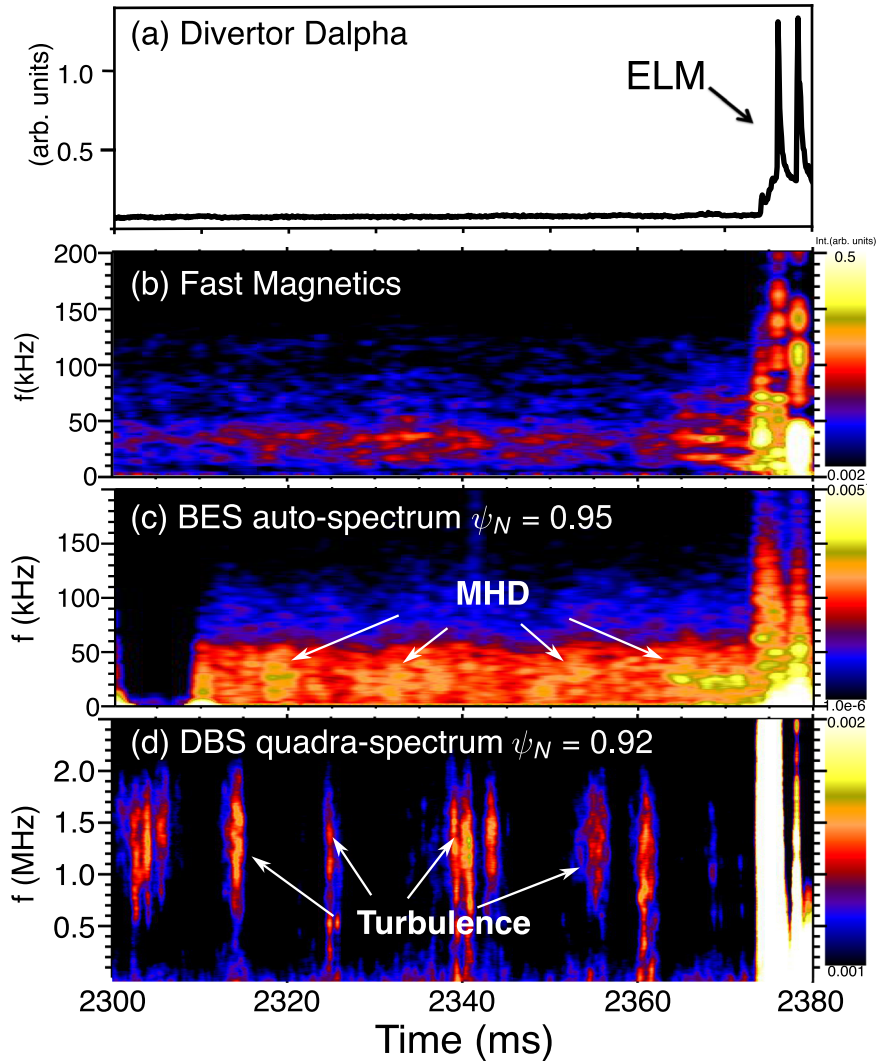 (a) Divertor Dalpha
ELM
1.0
0.5
(arb. units)
Int.(arb. units)
(b) Fast Magnetics
200
150
100
50
0
f(kHz)
0.5
0.002
(c) BES auto-spectrum ψN = 0.95
MHD
150
100
50
0
f (kHz)
0.005
1.0e-6
(d) DBS quadra-spectrum ψN = 0.92
Turbulence
2.0
1.5
1.0
0.5
f (MHz)
0.002
0.001
2300 2320 2340 2360 2380
Time (ms)